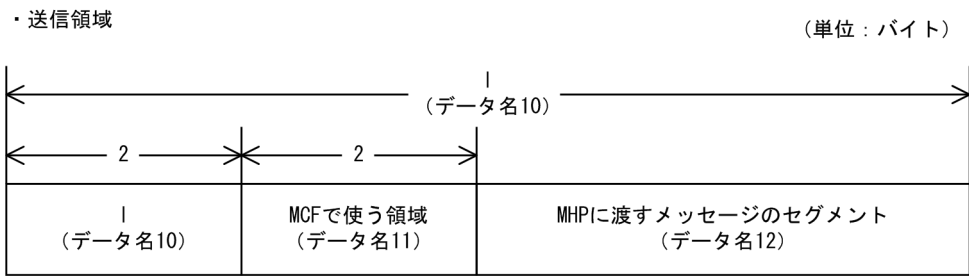 ・送信領域
（単位：バイト）
l
（データ名10）
2
2
l
（データ名10）
MCFで使う領域
（データ名11）
MHPに渡すメッセージのセグメント
（データ名12）